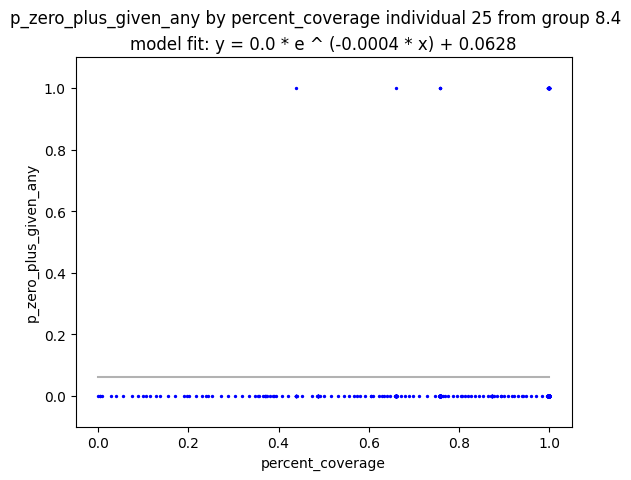 p_zero_plus_given_any by percent_coverage individual 25 from group 8.4
model fit: y = 0.0 * e ^ (-0.0004 * x) + 0.0628
1.0
0.8
0.6
0.4
0.2
0.0
p_zero_plus_given_any
0.0 0.2 0.4 0.6 0.8 1.0
percent_coverage